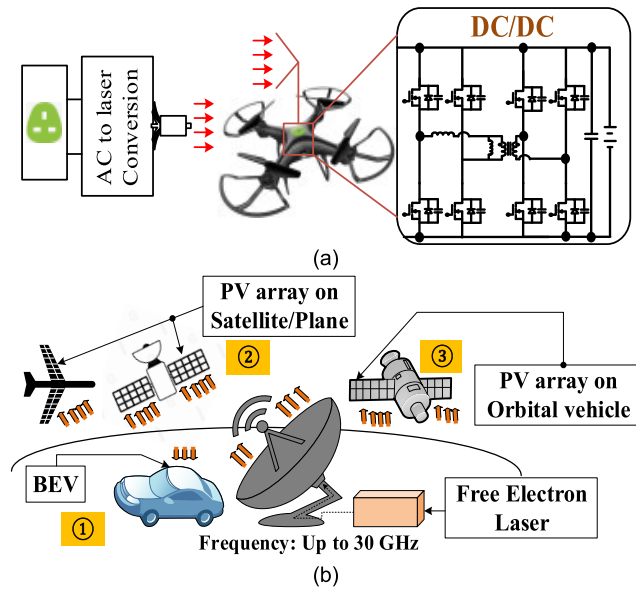 DC/DC
AC to laser
Conversion
(a)
PV array on
Satellite/Plane
②
③
PV array on
Orbital vehicle
BEV
①
Free Electron
Laser
Frequency: Up to 30 GHz
(b)